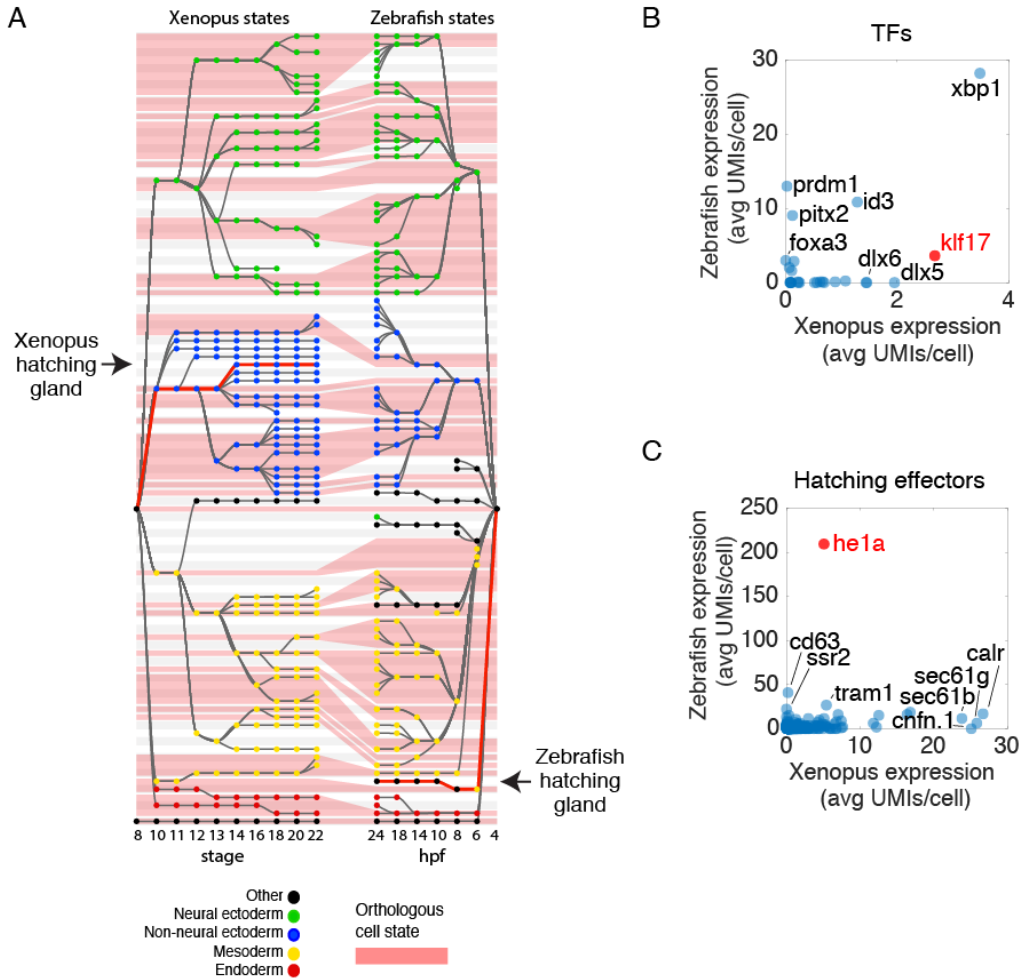 A
Xenopus states
Zebrafish states
Xenopus
hatching
gland
Zebrafish
hatching
gland
8 10 11 12 13 14 16 18 20 22
24 18 14 10 8 6 4
stage
hpf
Other
Neural ectoderm
Non-neural ectoderm
Mesoderm
Endoderm
Orthologous
cell state
B
TFs
Zebrafish expression
(avg UMIs/cell)
30
20
10
0
xbp1
prdm1
id3
pitx2
klf17
foxa3
dlx6
dlx5
0 2 4
Xenopus expression
(avg UMIs/cell)
C
Hatching effectors
Zebrafish expression
(avg UMIs/cell)
250
200
150
100
50
0
he1a
cd63
ssr2
tram1
calr
sec61g
sec61b
cnfn.1
0 10 20 30
Xenopus expression
(avg UMIs/cell)